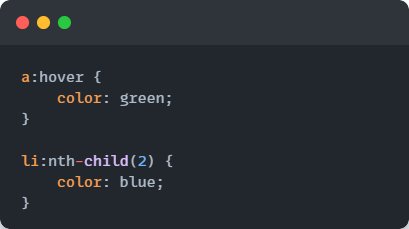 a:hover {
    color: green;
}

li:nth-child(2) {
    color: blue;
}